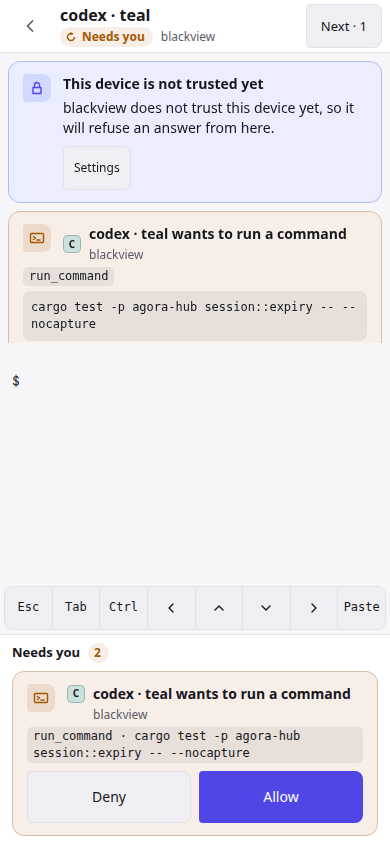 codex · teal
Needs you blackview
Next · 1
This device is not trusted yet
blackview does not trust this device yet, so it
will refuse an answer from here.
Settings
C codex · teal wants to run a command
blackview
run_command
cargo test -p agora-hub session::expiry -- --
nocapture
$
Esc Tab Ctrl Paste
Needs you 2
C codex · teal wants to run a command
blackview
run_command · cargo test -p agora-hub
session::expiry -- --nocapture
Deny Allow